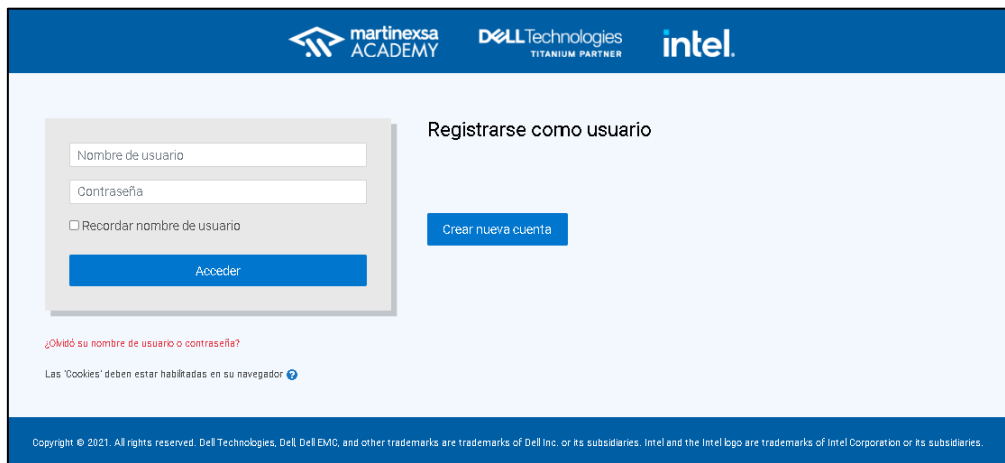 martinexsa
ACADEMY
DELLTechnologies
TITANIUM PARTNER
intel.
Nombre de usuario
Contraseña
Recordar nombre de usuario
Acceder
¿Olvidó su nombre de usuario o contraseña?
Las 'Cookies' deben estar habilitadas en su navegador ?
Registrarse como usuario
Crear nueva cuenta
Copyright © 2021. All rights reserved. Dell Technologies, Dell, Dell EMC, and other trademarks are trademarks of Dell Inc. or its subsidiaries. Intel and the Intel logo are trademarks of Intel Corporation or its subsidiaries.